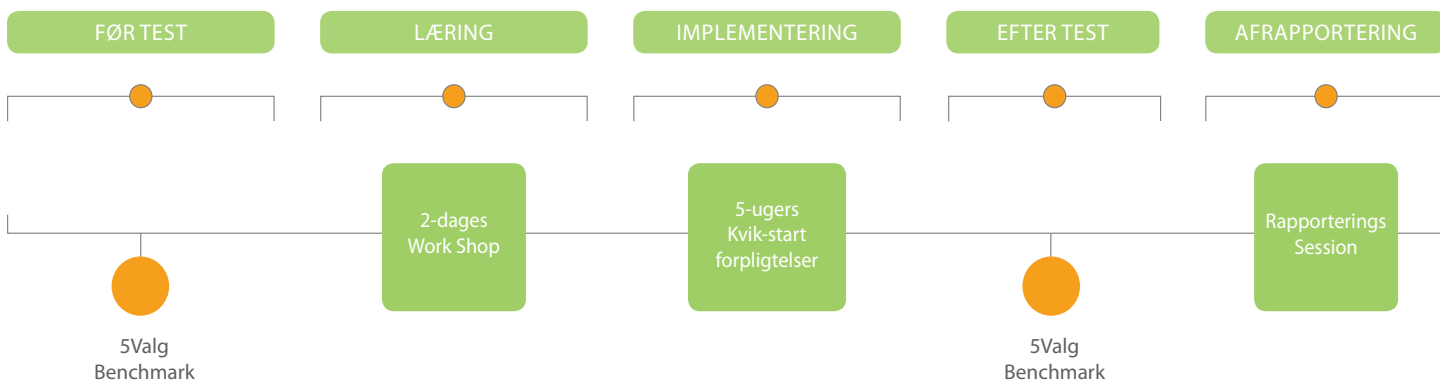 FØR TEST
LÆRING
IMPLEMENTERING
EFTER TEST
AFRAPPORTERING
2-dages
Work Shop
5-ugers
Kvik-start
forpligtelser
Rapporterings
Session
5Valg
Benchmark
5Valg
Benchmark